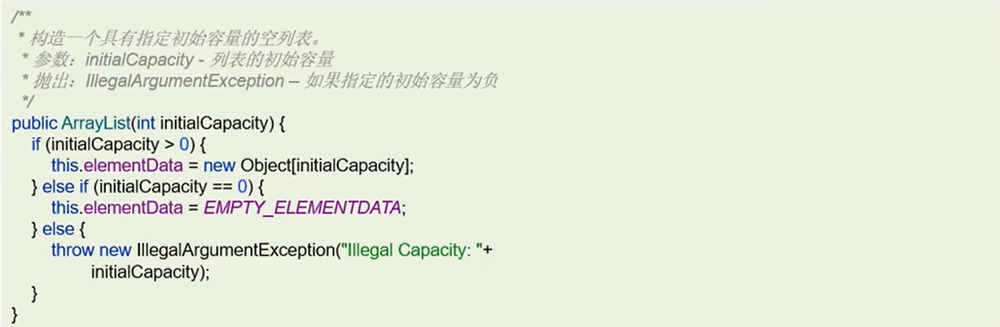 /**
 * 构造一个具有指定初始容量的空列表。
 * 参数：initialCapacity - 列表的初始容量
 * 抛出：IllegalArgumentException – 如果指定的初始容量为负
 */
public ArrayList(int initialCapacity) {
    if (initialCapacity > 0) {
        this.elementData = new Object[initialCapacity];
    } else if (initialCapacity == 0) {
        this.elementData = EMPTY_ELEMENTDATA;
    } else {
        throw new IllegalArgumentException("Illegal Capacity: "+
                initialCapacity);
    }
}